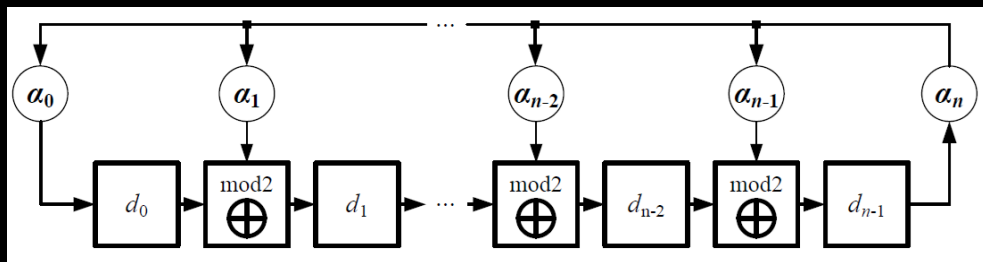 ...
α₀ α₁ αₙ₋₂ αₙ₋₁ αₙ
mod2 mod2 mod2
d₀ ⊕ d₁ ... ⊕ dₙ₋₂ ⊕ dₙ₋₁